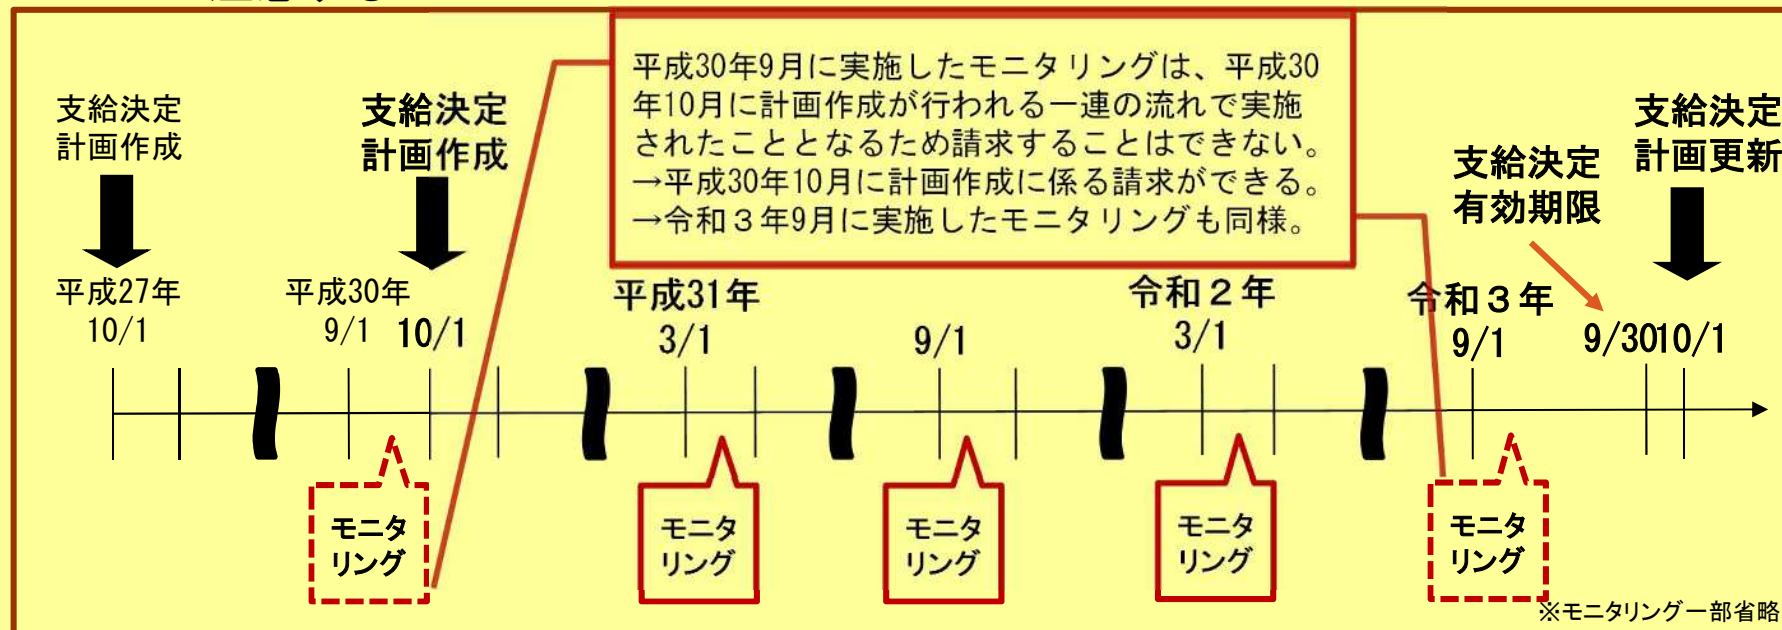 平成30年9月に実施したモニタリングは、平成30
年10月に計画作成が行われる一連の流れで実施
されたこととなるため請求することはできない。
→平成30年10月に計画作成に係る請求ができる。
→令和３年9月に実施したモニタリングも同様。
支給決定
計画作成
支給決定
計画作成
支給決定
有効期限
支給決定
計画更新
平成27年
10/1
平成30年
9/1
10/1
平成31年
3/1
9/1
令和２年
3/1
令和３年
9/1
9/30
10/1
モニタ
リング
モニタ
リング
モニタ
リング
モニタ
リング
モニタ
リング
※モニタリング一部省略